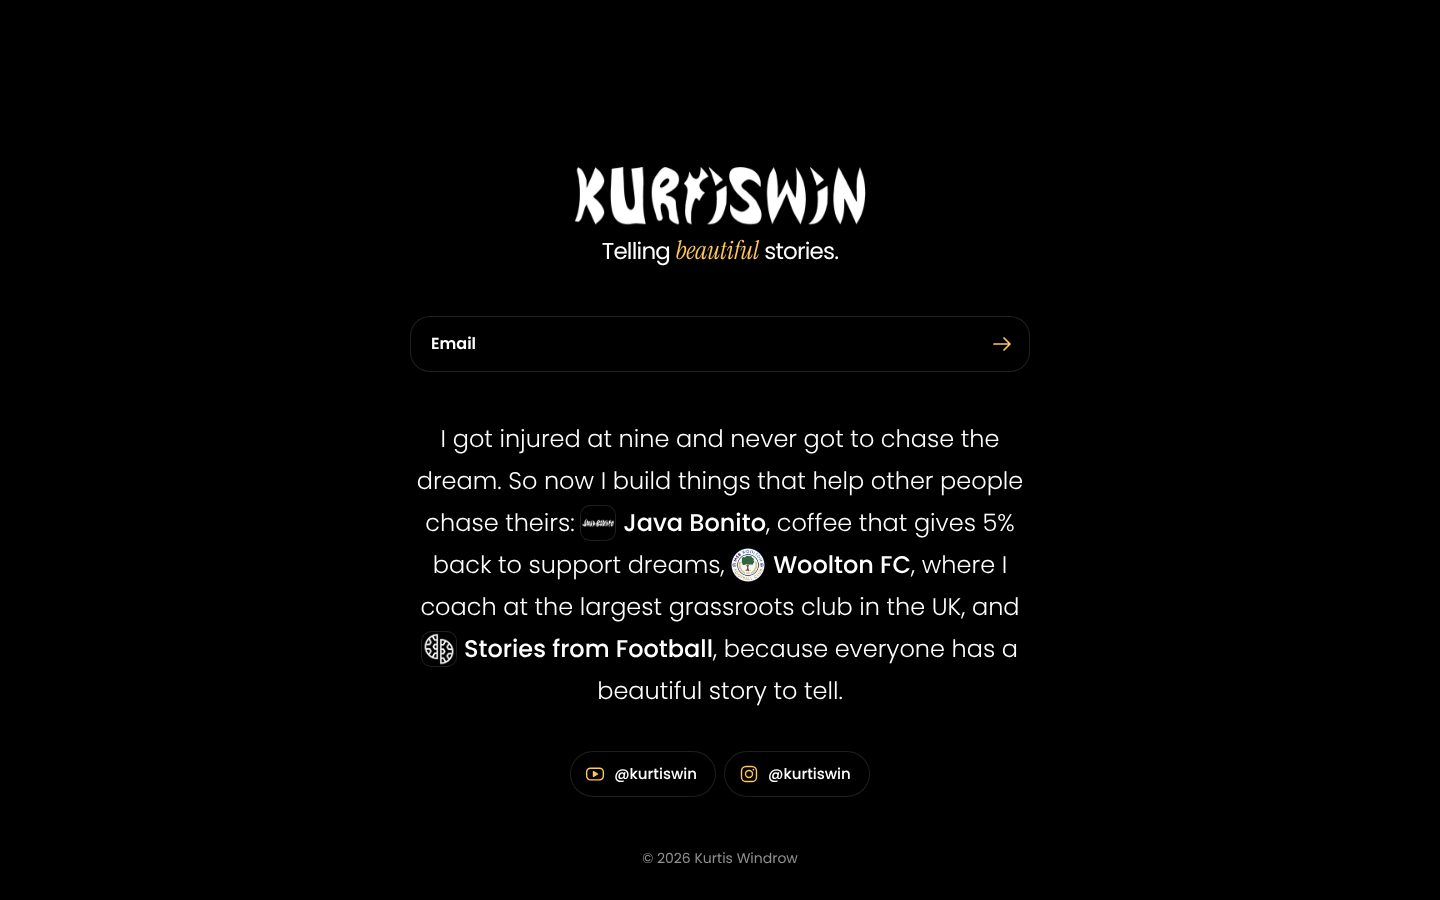 KURTISWIN
Telling beautiful stories.
Email
I got injured at nine and never got to chase the
dream. So now I build things that help other people
chase theirs: Java Bonito, coffee that gives 5%
back to support dreams, Woolton FC, where I
coach at the largest grassroots club in the UK, and
Stories from Football, because everyone has a
beautiful story to tell.
@kurtiswin @kurtiswin
© 2026 Kurtis Windrow